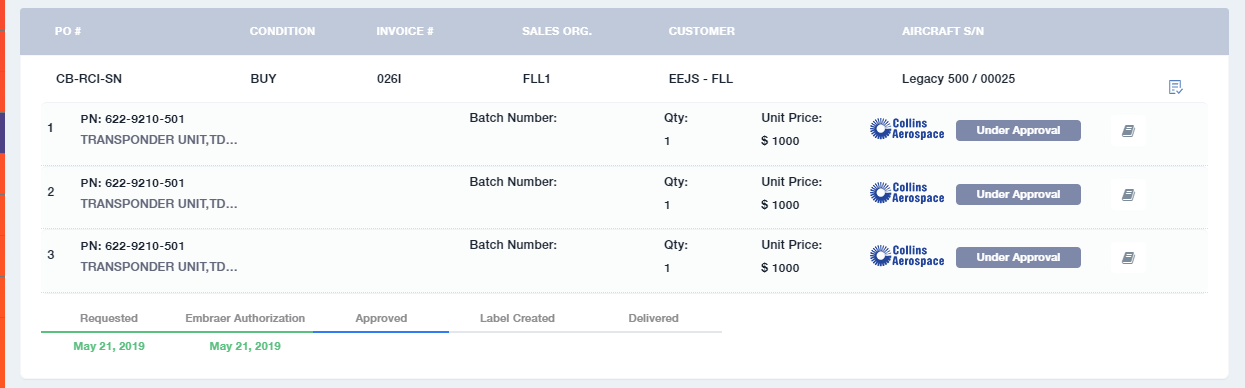 PO # CONDITION INVOICE # SALES ORG. CUSTOMER AIRCRAFT S/N
CB-RCI-SN BUY 026I FLL1 EEJS - FLL Legacy 500 / 00025
1 PN: 622-9210-501 Batch Number: Qty: Unit Price: Collins Aerospace Under Approval
TRANSPONDER UNIT,TD... 1 $ 1000
2 PN: 622-9210-501 Batch Number: Qty: Unit Price: Collins Aerospace Under Approval
TRANSPONDER UNIT,TD... 1 $ 1000
3 PN: 622-9210-501 Batch Number: Qty: Unit Price: Collins Aerospace Under Approval
TRANSPONDER UNIT,TD... 1 $ 1000
Requested Embraer Authorization Approved Label Created Delivered
May 21, 2019 May 21, 2019